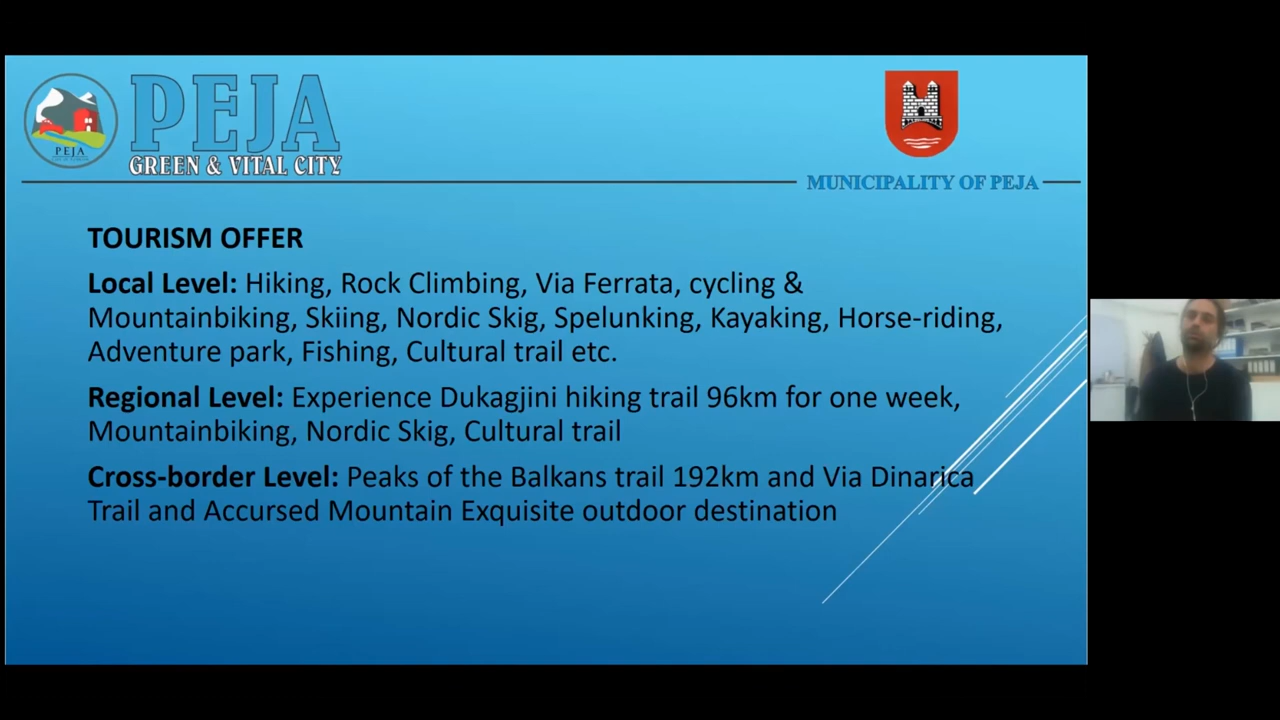 PEJA
GREEN & VITAL CITY
PEJA
MUNICIPALITY OF PEJA
TOURISM OFFER
Local Level: Hiking, Rock Climbing, Via Ferrata, cycling &
Mountainbiking, Skiing, Nordic Skig, Spelunking, Kayaking, Horse-riding,
Adventure park, Fishing, Cultural trail etc.
Regional Level: Experience Dukagjini hiking trail 96km for one week,
Mountainbiking, Nordic Skig, Cultural trail
Cross-border Level: Peaks of the Balkans trail 192km and Via Dinarica
Trail and Accursed Mountain Exquisite outdoor destination